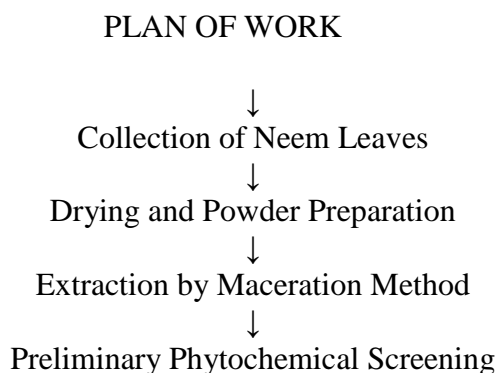 PLAN OF WORK
↓
Collection of Neem Leaves
↓
Drying and Powder Preparation
↓
Extraction by Maceration Method
↓
Preliminary Phytochemical Screening